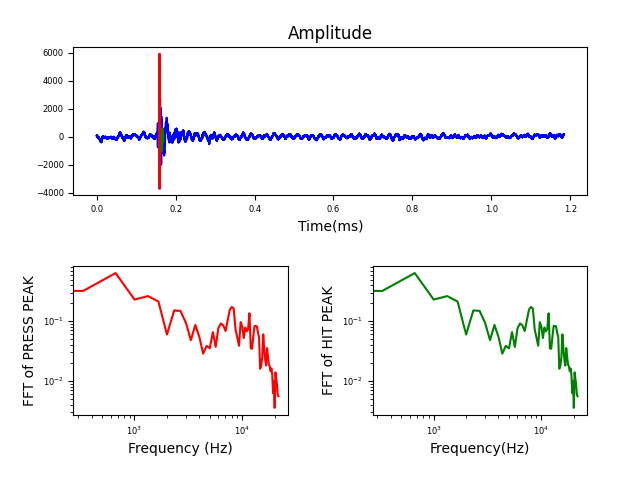 Amplitude
6000
4000
2000
0
−2000
−4000
0.0 0.2 0.4 0.6 0.8 1.0 1.2
Time(ms)
FFT of PRESS PEAK
10⁻¹
10⁻²
10³ 10⁴
Frequency (Hz)
FFT of HIT PEAK
10⁻¹
10⁻²
10³ 10⁴
Frequency(Hz)